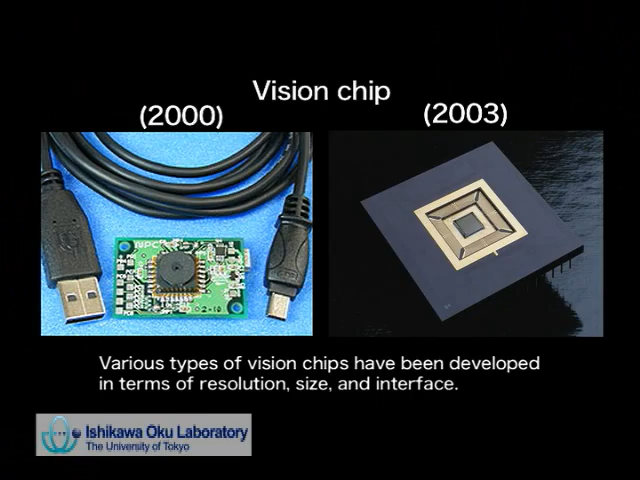 Vision chip
(2000)
(2003)
Various types of vision chips have been developed
in terms of resolution, size, and interface.
Ishikawa Oku Laboratory
The University of Tokyo